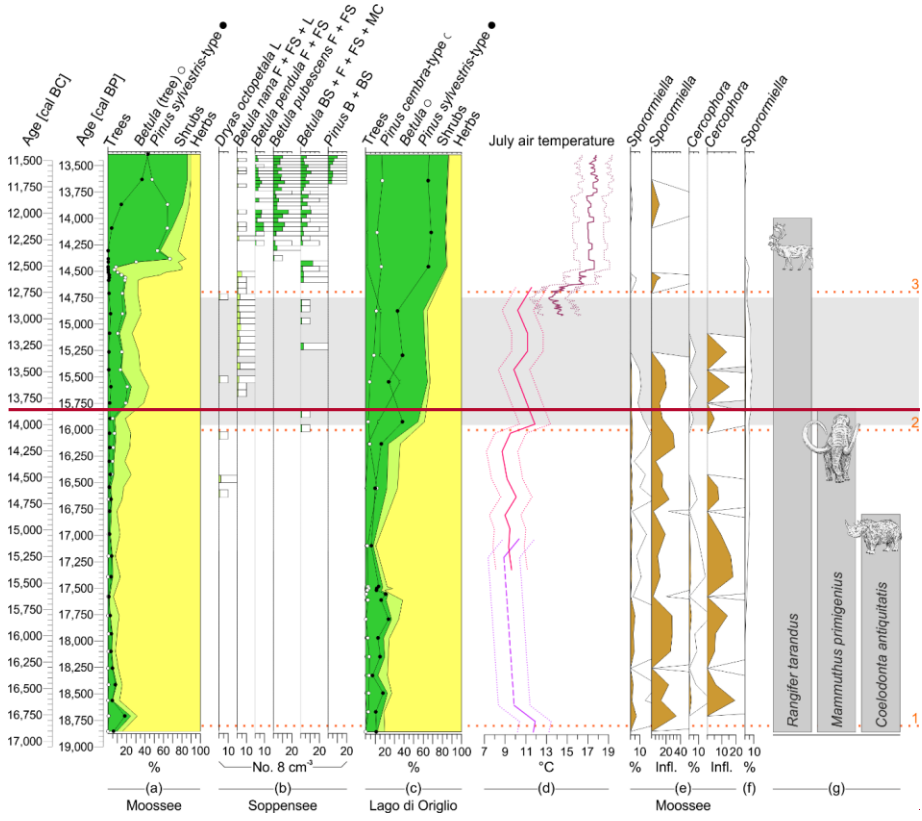 Age [cal BC]
Age [cal BP]
Trees
Betula (tree) ○
Pinus sylvestris-type ●
Shrubs
Herbs
Dryas octopetala L
Betula nana F + FS + L
Betula pendula F + FS
Betula pubescens F + FS
Betula BS + F + FS + MC
Pinus B + BS
Trees
Pinus cembra-type ☾
Betula ○
Pinus sylvestris-type ●
Shrubs
Herbs
July air temperature
Sporormiella
Sporormiella
Cercophora
Cercophora
Sporormiella
11,500
11,750
12,000
12,250
12,500
12,750
13,000
13,250
13,500
13,750
14,000
14,250
14,500
14,750
15,000
15,250
15,500
15,750
16,000
16,250
16,500
16,750
17,000
13,500
13,750
14,000
14,250
14,500
14,750
15,000
15,250
15,500
15,750
16,000
16,250
16,500
16,750
17,000
17,250
17,500
17,750
18,000
18,250
18,500
18,750
19,000
3
2
1
Rangifer tarandus
Mammuthus primigenius
Coelodonta antiquitatis
20 40 60 80 100
10 10 20 20 20 20
20 40 60 80 100
7 9 11 13 15 17 19
10 20 40 10 20 10
% No. 8 cm⁻³ % °C % Infl. % Infl. %
(a) (b) (c) (d) (e) (f) (g)
Moossee Soppensee Lago di Origlio Moossee